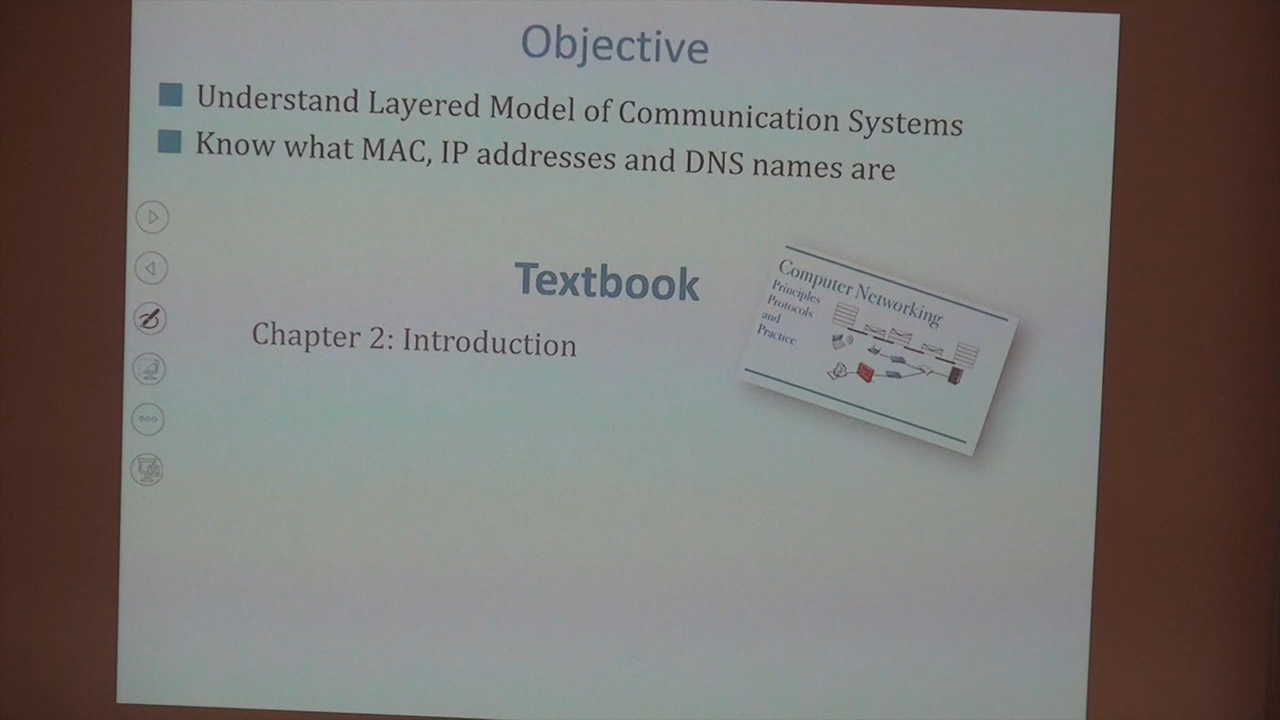 Objective
Understand Layered Model of Communication Systems
Know what MAC, IP addresses and DNS names are
Textbook
Chapter 2: Introduction
Computer Networking
Principles
Protocols
and
Practice